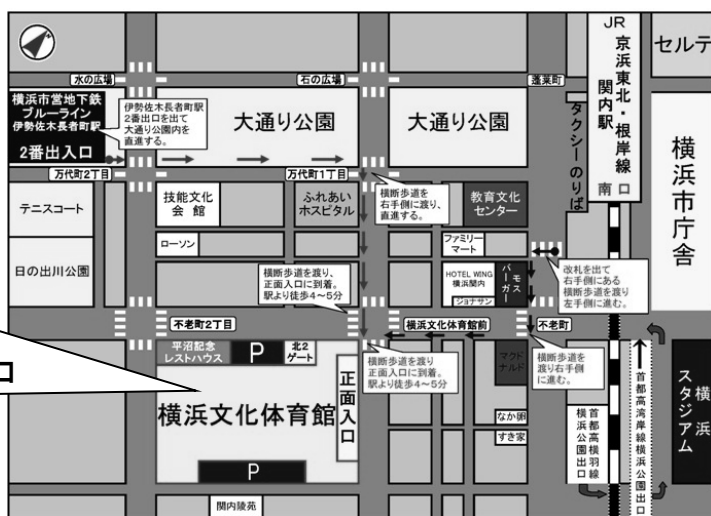 JR
京浜東北・根岸線
関内駅
南口
セルテ
水の広場
石の広場
蓬莱町
横浜市営地下鉄
ブルーライン
伊勢佐木長者町駅
2番出入口
伊勢佐木長者町駅
2番出口を出て
大通り公園内を
直進する。
大通り公園
大通り公園
タクシーのりば
横浜市庁舎
万代町2丁目
万代町1丁目
テニスコート
技能文化
会館
ふれあい
ホスピタル
横断歩道を
右手側に渡り、
直進する。
教育文化
センター
ローソン
ファミリー
マート
日の出川公園
横断歩道を渡り、
正面入口に到着。
駅より徒歩4～5分
HOTEL WING
横浜関内
ジョナサン
モス
バーガー
改札を出て
右手側にある
横断歩道を渡り
左手側に進む。
不老町2丁目
横浜文化体育館前
不老町
口
平沼記念
レストハウス
P
北2
ゲート
正面入口
横断歩道を渡り
正面入口に到着。
駅より徒歩4～5分
マクド
ナルド
横断歩道を
渡り右手側
に進む。
横浜文化体育館
なか卯
すき家
首都高横羽線
横浜公園出口
首都高湾岸線横浜公園出口
横浜
スタジアム
P
関内陵苑